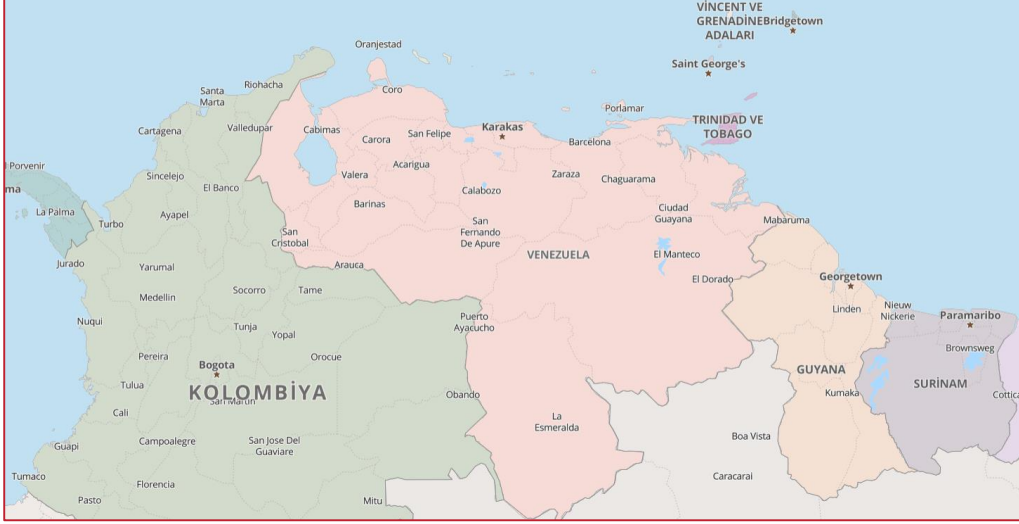 VİNCENT VE
GRENADİNE
ADALARI
Bridgetown
Oranjestad
Saint George's
Riohacha
Santa
Marta
Coro
Porlamar
TRINIDAD VE
TOBAGO
Cartagena
Valledupar
Cabimas
Carora
San Felipe
Karakas
Barcelona
l Porvenir
Acarigua
Valera
Zaraza
Chaguarama
Sincelejo
El Banco
ma
Calabozo
Barinas
La Palma
Turbo
Ayapel
San
Cristobal
San
Fernando
De Apure
Ciudad
Guayana
Mabaruma
VENEZUELA
El Manteco
Jurado
Yarumal
Arauca
El Dorado
Georgetown
Medellin
Socorro
Tame
Linden
Nieuw
Nickerie
Paramaribo
Nuqui
Tunja
Yopal
Puerto
Ayacucho
Brownsweg
Pereira
Orocue
Bogota
GUYANA
SURİNAM
Tulua
KOLOMBİYA
San Martin
Obando
Kumaka
Cottica
Cali
La
Esmeralda
Boa Vista
Guapi
Campoalegre
San Jose Del
Guaviare
Caracarai
Tumaco
Florencia
Pasto
Mitu